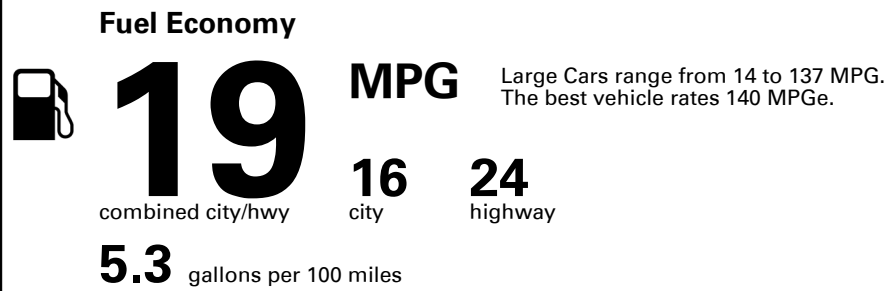 Fuel Economy
19 MPG
Large Cars range from 14 to 137 MPG.
The best vehicle rates 140 MPGe.
16 24
combined city/hwy city highway
5.3 gallons per 100 miles